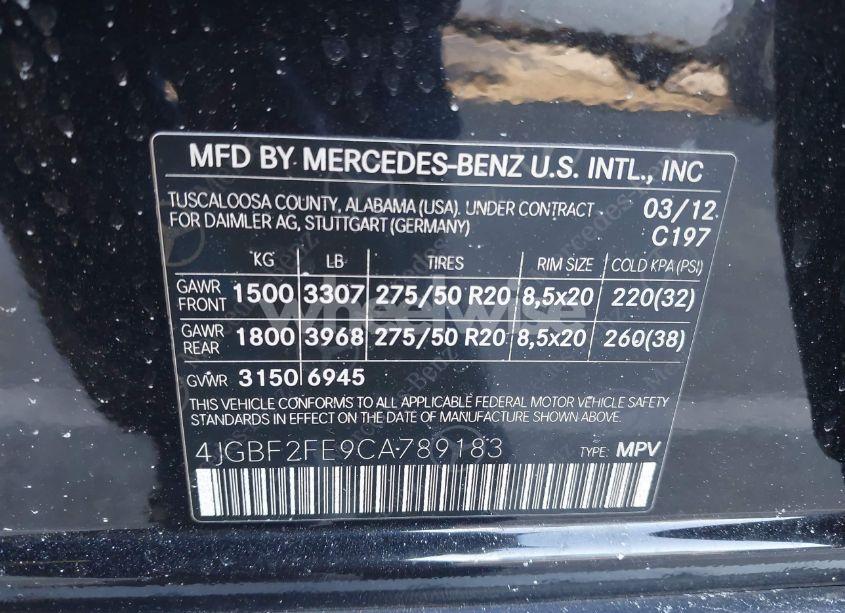 MFD BY MERCEDES-BENZ U.S. INTL., INC
TUSCALOOSA COUNTY, ALABAMA (USA). UNDER CONTRACT 03/12
FOR DAIMLER AG, STUTTGART (GERMANY) C197
KG LB TIRES RIM SIZE COLD KPA (PSI)
GAWR FRONT 1500 3307 275/50 R20 8,5x20 220(32)
wheelwise
GAWR REAR 1800 3968 275/50 R20 8,5x20 260(38)
GVWR 3150 6945
THIS VEHICLE CONFORMS TO ALL APPLICABLE FEDERAL MOTOR VEHICLE SAFETY
STANDARDS IN EFFECT ON THE DATE OF MANUFACTURE SHOWN ABOVE.
4JGBF2FE9CA789183 TYPE: MPV